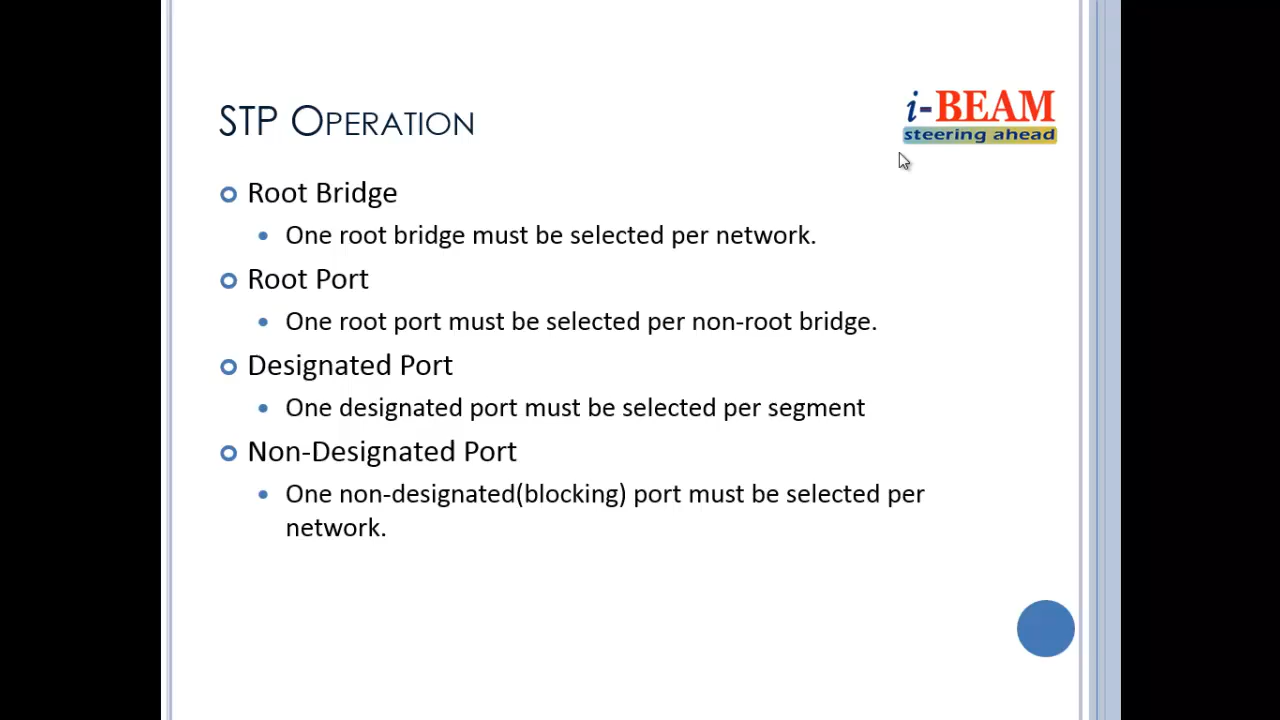 STP Operation
i-BEAM
steering ahead
Root Bridge
One root bridge must be selected per network.
Root Port
One root port must be selected per non-root bridge.
Designated Port
One designated port must be selected per segment
Non-Designated Port
One non-designated(blocking) port must be selected per
network.